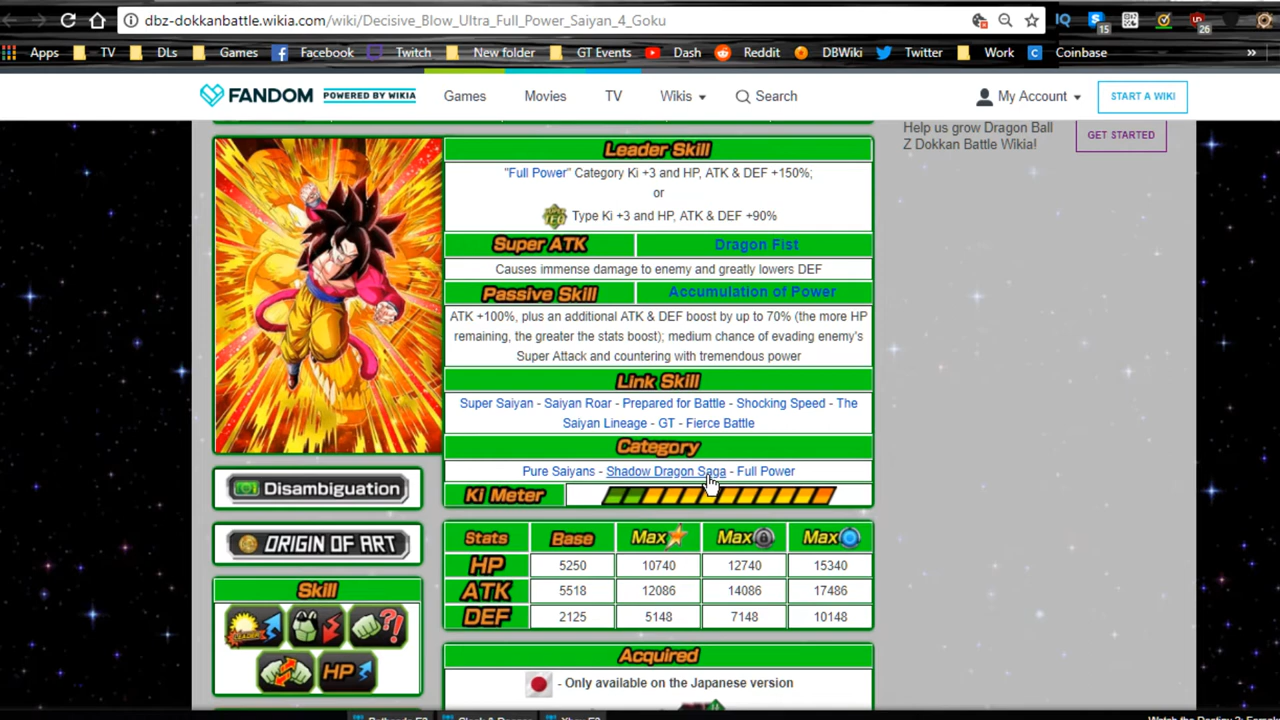 dbz-dokkanbattle.wikia.com/wiki/Decisive_Blow_Ultra_Full_Power_Saiyan_4_Goku
15
26
Apps TV DLs Games Facebook Twitch New folder GT Events Dash Reddit DBWiki Twitter Work Coinbase »
FANDOM POWERED BY WIKIA Games Movies TV Wikis Search My Account START A WIKI
Help us grow Dragon Ball
Z Dokkan Battle Wikia!
GET STARTED
Leader Skill
"Full Power" Category Ki +3 and HP, ATK & DEF +150%;
or
Type Ki +3 and HP, ATK & DEF +90%
Super ATK Dragon Fist
Causes immense damage to enemy and greatly lowers DEF
Passive Skill Accumulation of Power
ATK +100%, plus an additional ATK & DEF boost by up to 70% (the more HP
remaining, the greater the stats boost); medium chance of evading enemy's
Super Attack and countering with tremendous power
Link Skill
Super Saiyan - Saiyan Roar - Prepared for Battle - Shocking Speed - The
Saiyan Lineage - GT - Fierce Battle
Category
Pure Saiyans - Shadow Dragon Saga - Full Power
Ki Meter
Disambiguation
ORIGIN OF ART
Skill
LEADER
HP
Stats Base Max Max Max
HP 5250 10740 12740 15340
ATK 5518 12086 14086 17486
DEF 2125 5148 7148 10148
Acquired
- Only available on the Japanese version